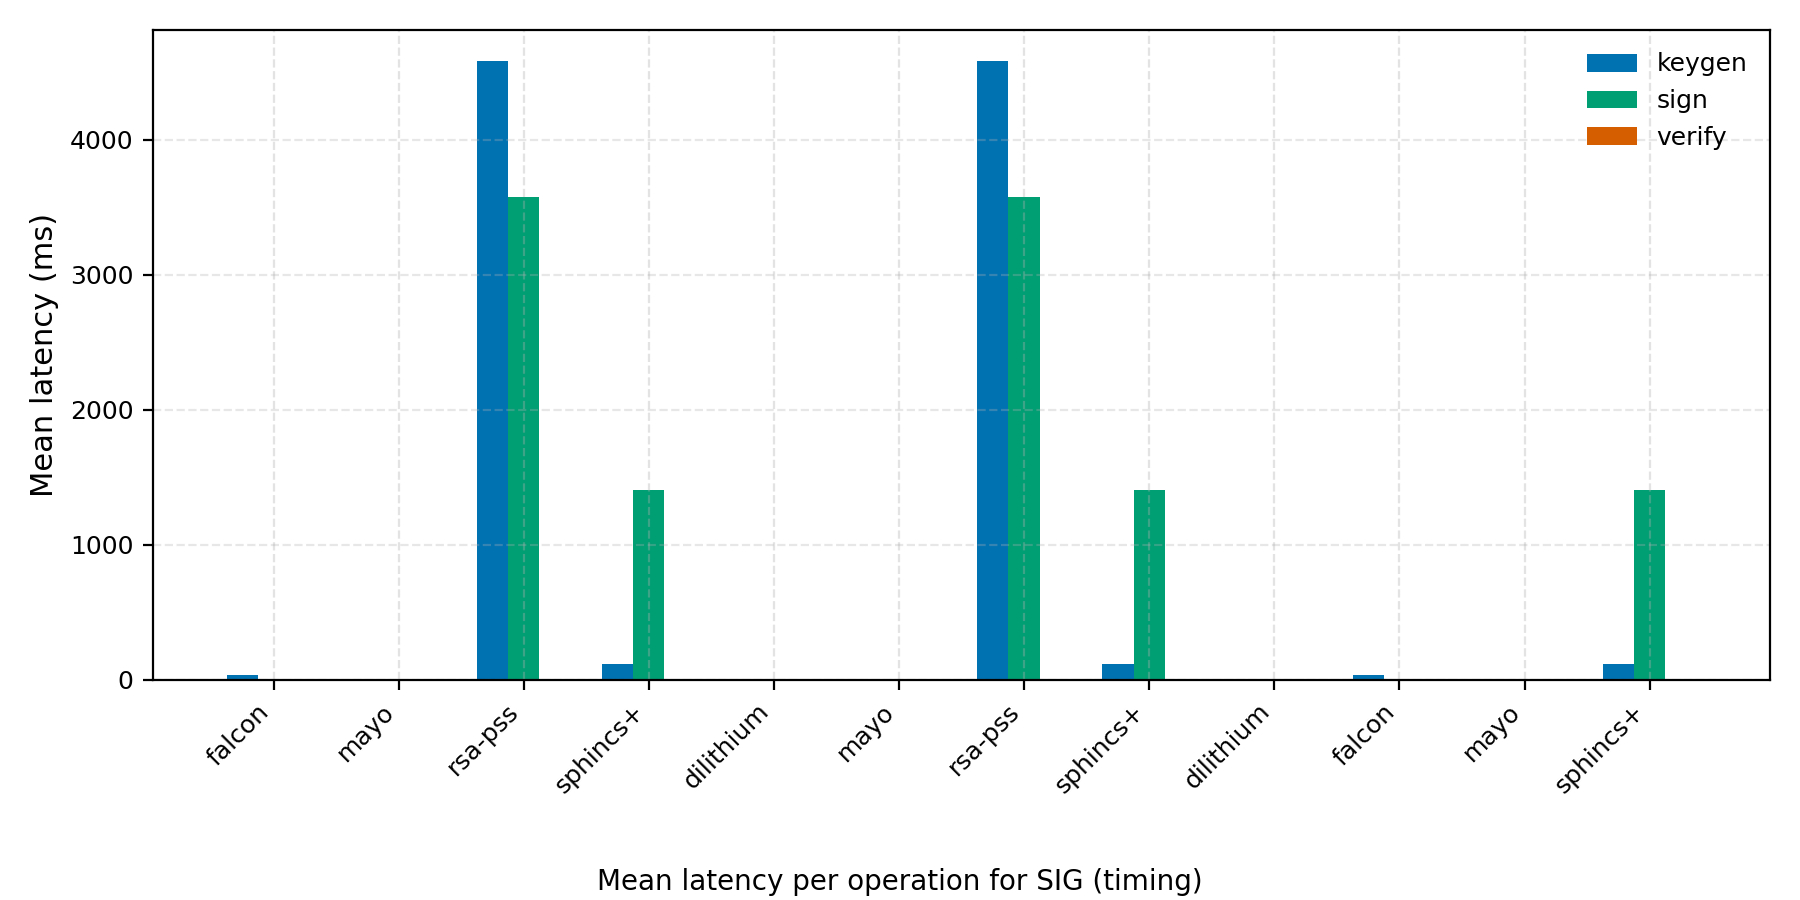 keygen
sign
verify
Mean latency (ms)
4000
3000
2000
1000
0
falcon
mayo
rsa-pss
sphincs+
dilithium
mayo
rsa-pss
sphincs+
dilithium
falcon
mayo
sphincs+
Mean latency per operation for SIG (timing)